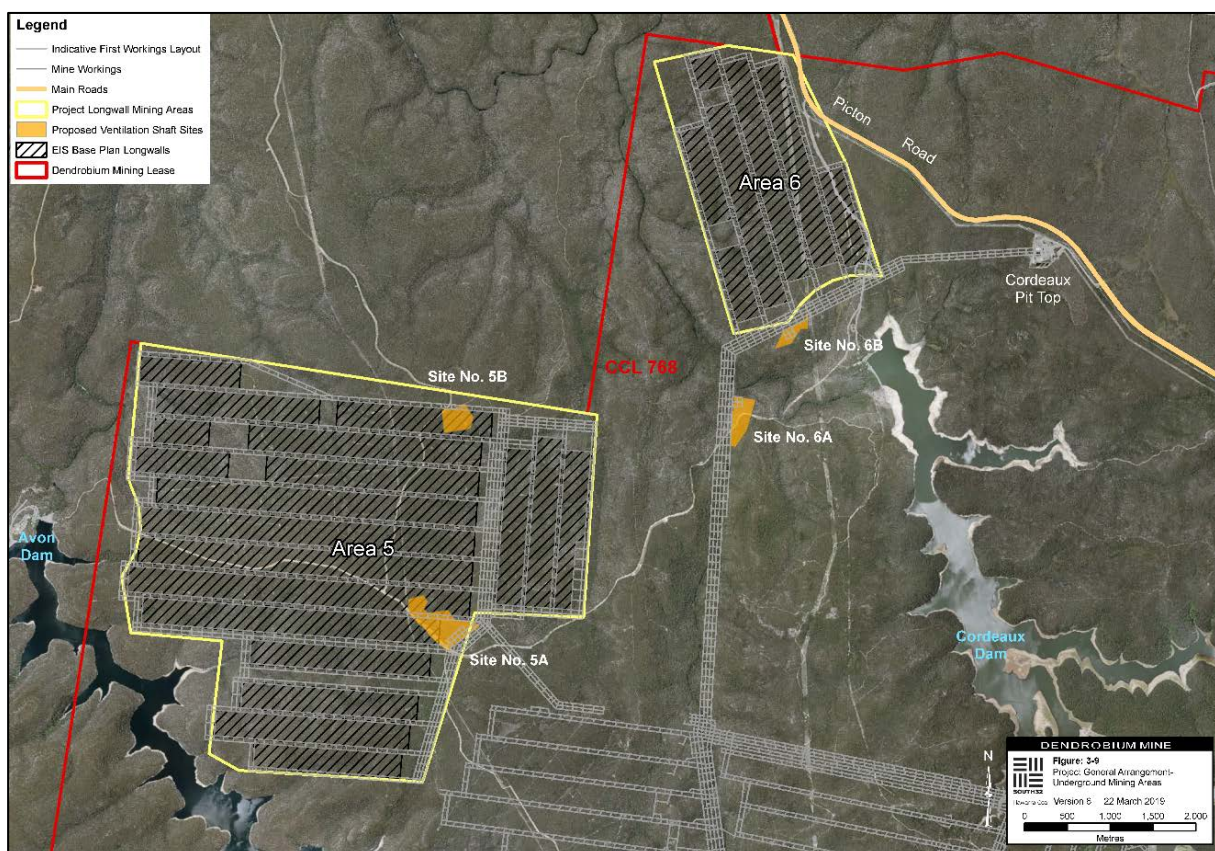 Legend
Indicative First Workings Layout
Mine Workings
Main Roads
Project Longwall Mining Areas
Proposed Ventilation Shaft Sites
EIS Base Plan Longwalls
Dendrobium Mining Lease
Picton
Road
Area 6
Cordeaux
Pit Top
Site No. 6B
CCL 768
Site No. 5B
Site No. 6A
Avon
Dam
Area 5
Site No. 5A
Cordeaux
Dam
N
DENDROBIUM MINE
SOUTH32
Figure: 3-9
Project General Arrangement-
Underground Mining Areas
Version 8 22 March 2019
0 500 1,000 1,500 2,000
Metres